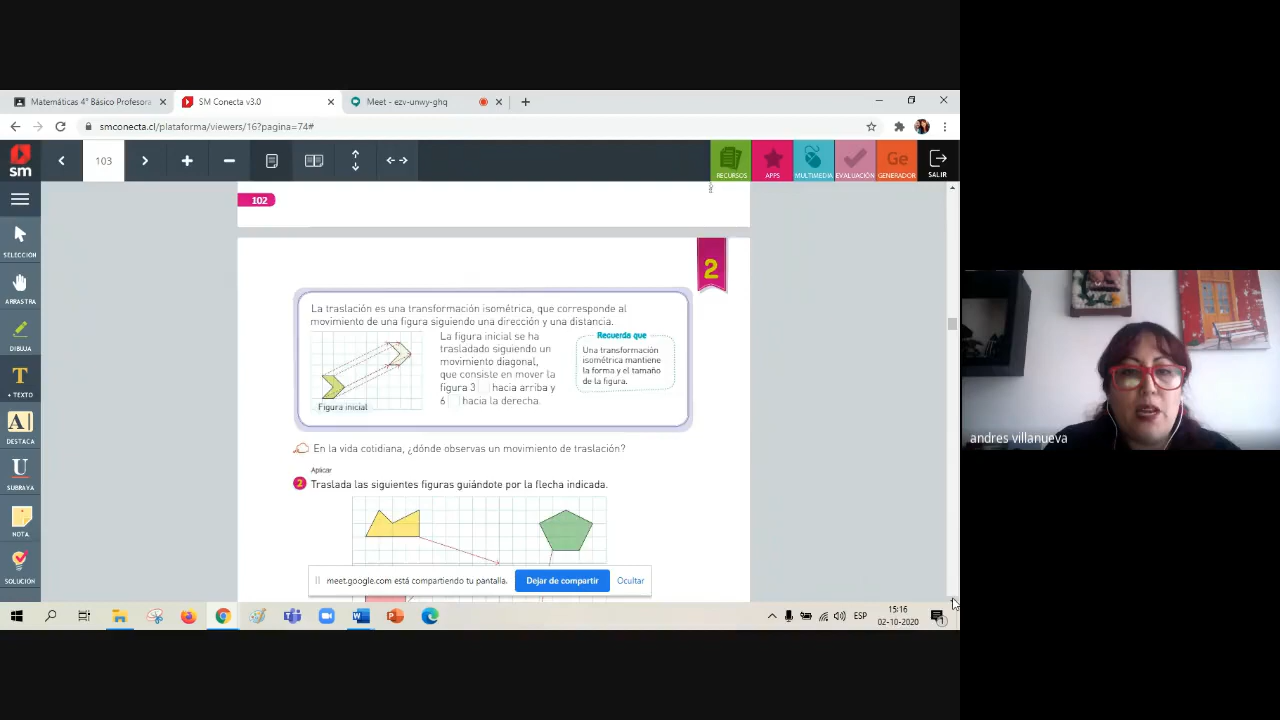 Matemáticas 4° Básico Profesora
SM Conecta v3.0
Meet - ezv-unwy-ghq
smconecta.cl/plataforma/viewers/16?pagina=74#
sm
103
RECURSOS
APPS
MULTIMEDIA
EVALUACIÓN
Ge
GENERADOR
SALIR
SELECCIÓN
ARRASTRA
DIBUJA
T
+ TEXTO
A
DESTACA
U
SUBRAYA
NOTA
SOLUCIÓN
102
2
La traslación es una transformación isométrica, que corresponde al
movimiento de una figura siguiendo una dirección y una distancia.
La figura inicial se ha
trasladado siguiendo un
movimiento diagonal,
que consiste en mover la
figura 3 hacia arriba y
6 hacia la derecha.
Figura inicial
Recuerda que
Una transformación
isométrica mantiene
la forma y el tamaño
de la figura.
En la vida cotidiana, ¿dónde observas un movimiento de traslación?
Aplicar
2 Traslada las siguientes figuras guiándote por la flecha indicada.
meet.google.com está compartiendo tu pantalla.
Dejar de compartir
Ocultar
ESP
15:16
02-10-2020
1
andres villanueva